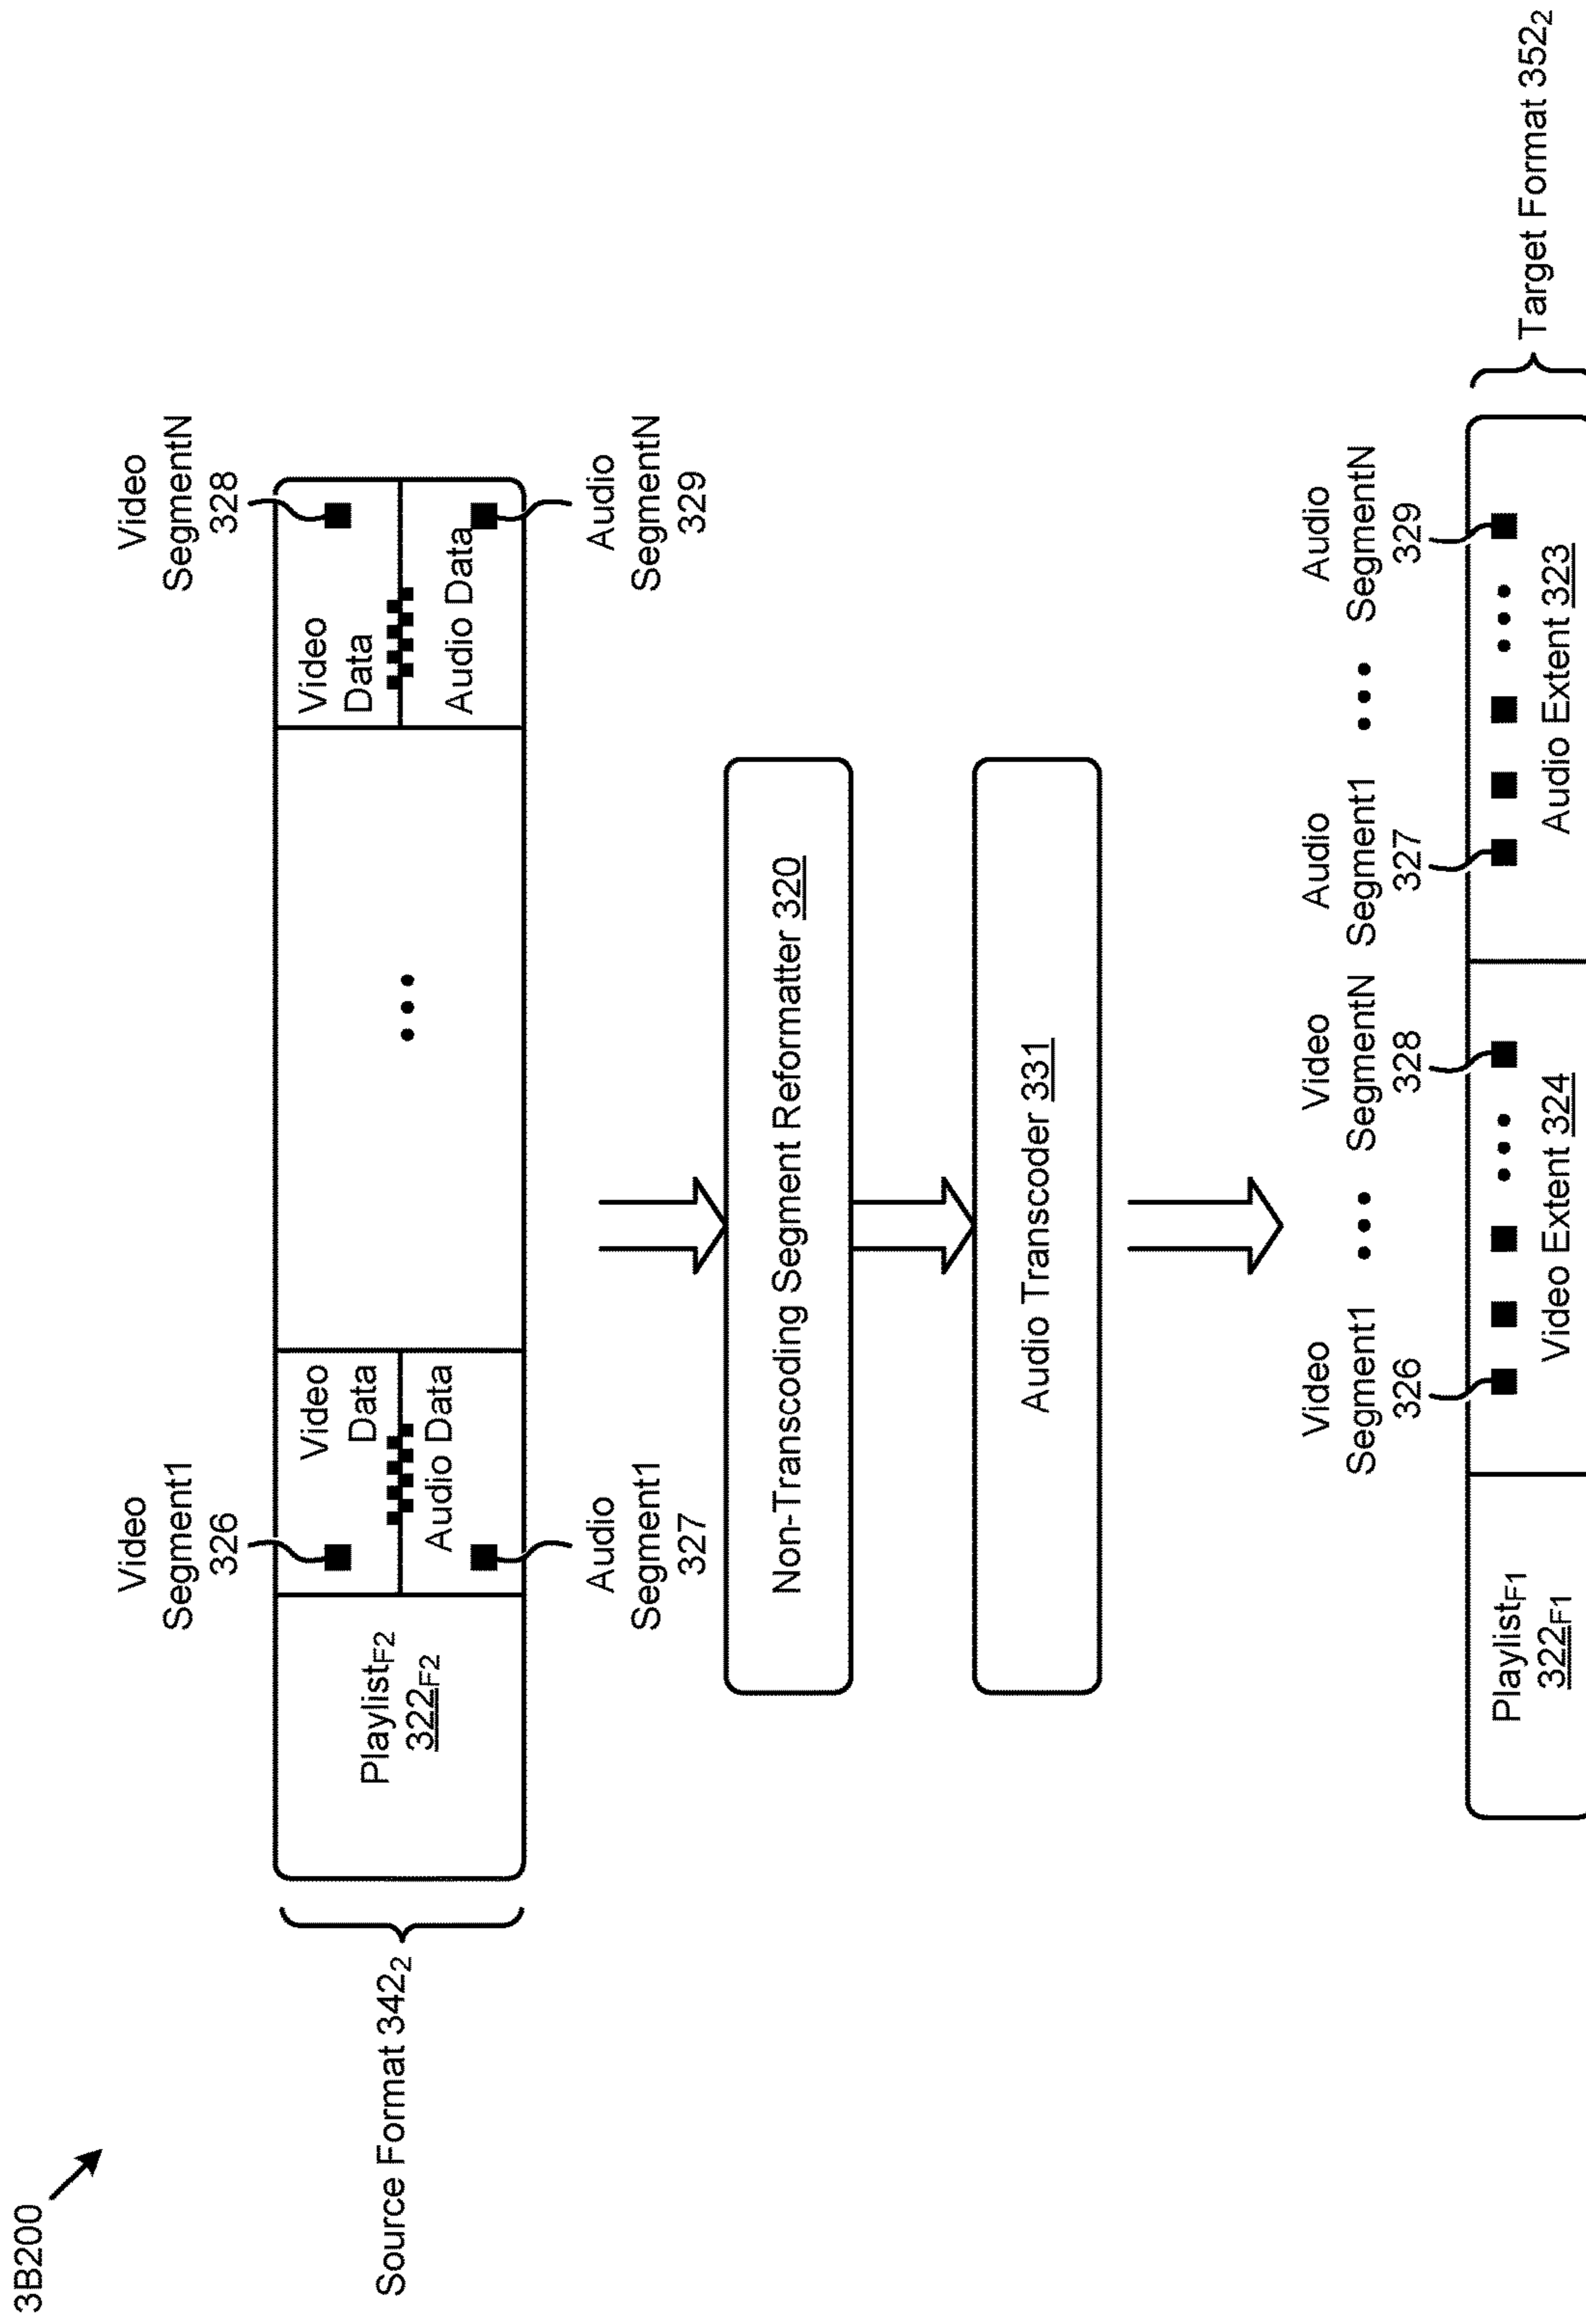 3B200
Video
Segment1
326
Video
SegmentN
328
Source Format 342₂
Playlist_F2
322_F2
Video
Data
Audio Data
•••
Video
Data
Audio Data
Audio
Segment1
327
Audio
SegmentN
329
Non-Transcoding Segment Reformatter 320
Audio Transcoder 331
Video
Segment1
326
•••
Video
SegmentN
328
Audio
Segment1
327
•••
Audio
SegmentN
329
Playlist_F1
322_F1
•••
Video Extent 324
•••
Audio Extent 323
Target Format 352₂